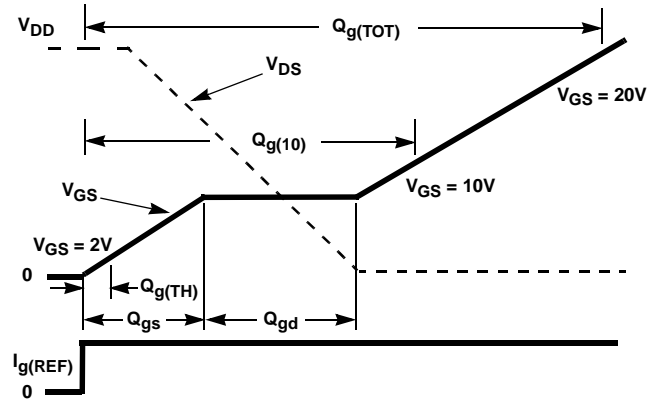 V_DD
Q_g(TOT)
V_DS
V_GS = 20V
Q_g(10)
V_GS
V_GS = 10V
V_GS = 2V
0
Q_g(TH)
Q_gs
Q_gd
I_g(REF)
0